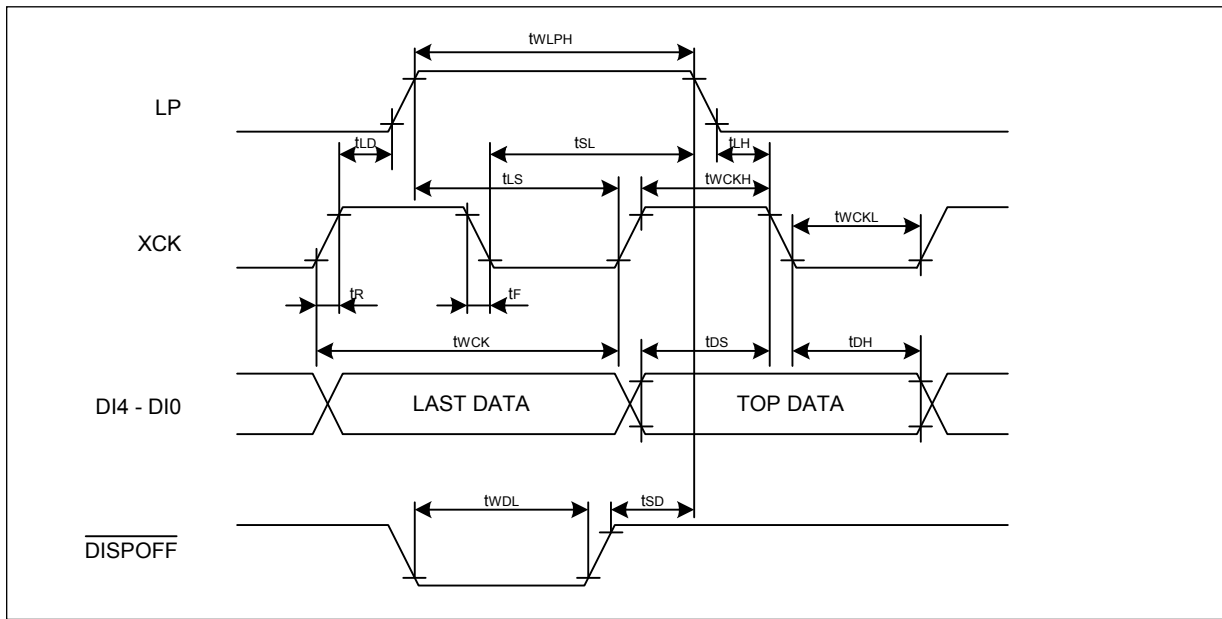 tWLPH
LP
tLD
tSL
tLH
tLS
tWCKH
XCK
tWCKL
tR
tF
tWCK
tDS
tDH
DI4 - DI0
LAST DATA
TOP DATA
tWDL
tSD
DISPOFF